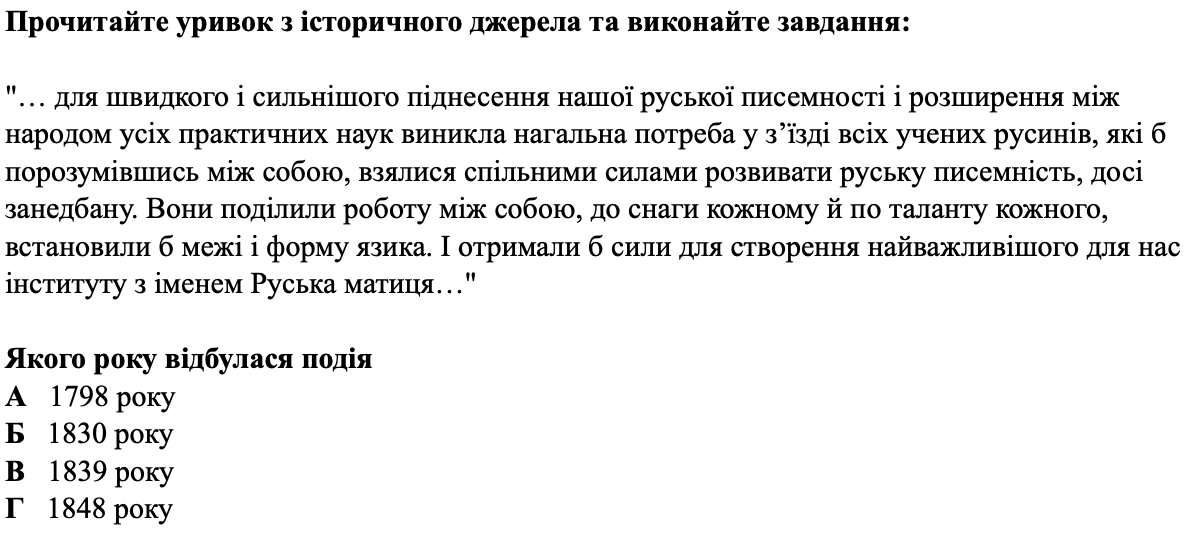 Прочитайте уривок з історичного джерела та виконайте завдання:
"… для швидкого і сильнішого піднесення нашої руської писемності і розширення між
народом усіх практичних наук виникла нагальна потреба у з’їзді всіх учених русинів, які б
порозумівшись між собою, взялися спільними силами розвивати руську писемність, досі
занедбану. Вони поділили роботу між собою, до снаги кожному й по таланту кожного,
встановили б межі і форму язика. І отримали б сили для створення найважливішого для нас
інституту з іменем Руська матиця…"
Якого року відбулася подія
А 1798 року
Б 1830 року
В 1839 року
Г 1848 року